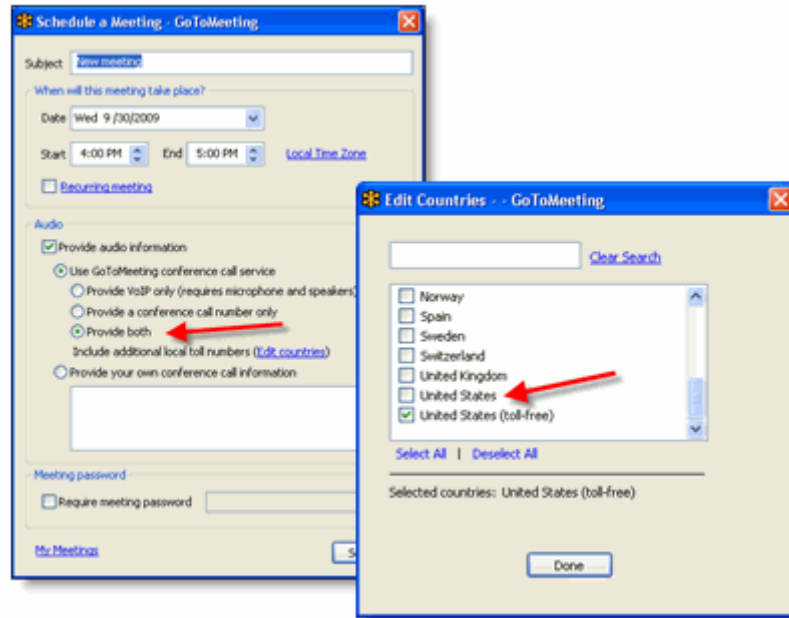 Schedule a Meeting - GoToMeeting
Subject New meeting
When will this meeting take place?
Date Wed 9 /30/2009
Start 4:00 PM End 5:00 PM Local Time Zone
Recurring meeting
Audio
Provide audio information
Use GoToMeeting conference call service
Provide VoIP only (requires microphone and speakers)
Provide a conference call number only
Provide both
Include additional local toll numbers (Edit countries)
Provide your own conference call information
Meeting password
Require meeting password
My Meetings
S
Edit Countries - - GoToMeeting
Clear Search
Norway
Spain
Sweden
Switzerland
United Kingdom
United States
United States (toll-free)
Select All | Deselect All
Selected countries: United States (toll-free)
Done